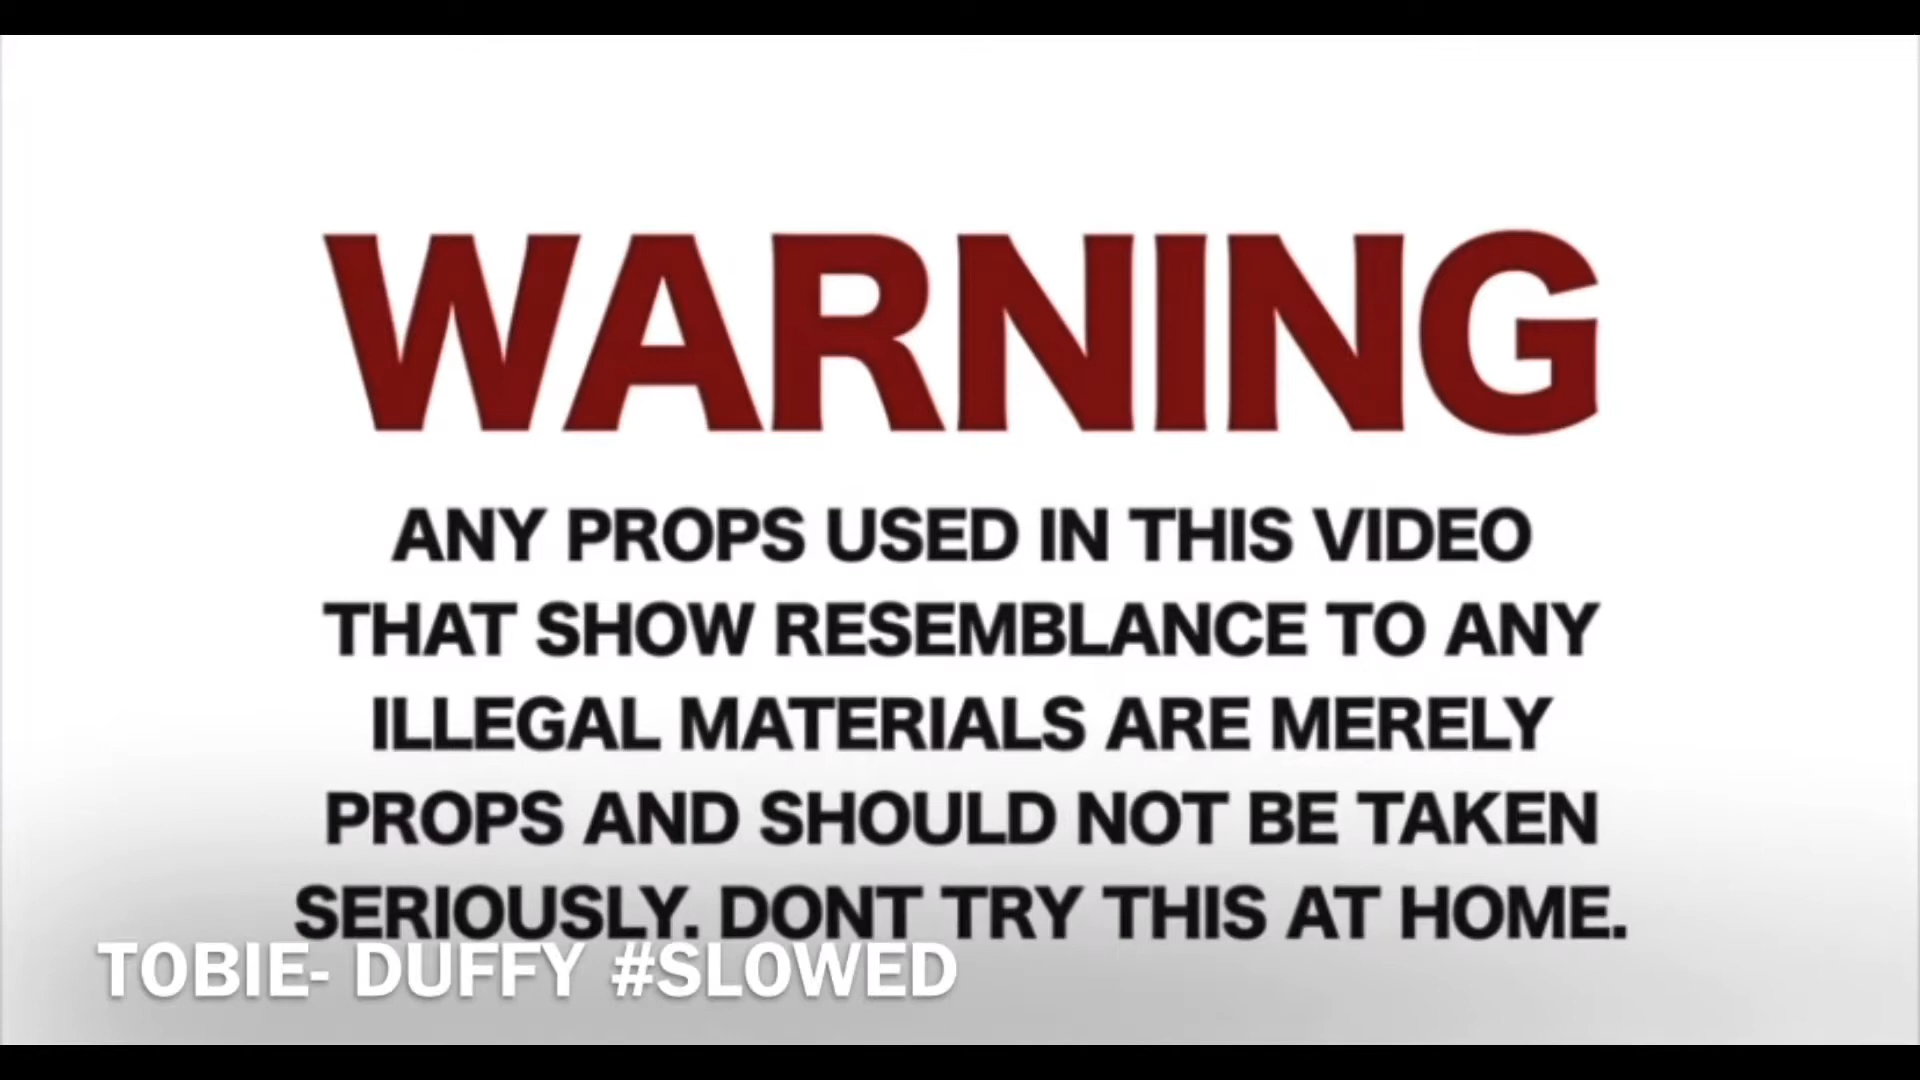 WARNING
ANY PROPS USED IN THIS VIDEO
THAT SHOW RESEMBLANCE TO ANY
ILLEGAL MATERIALS ARE MERELY
PROPS AND SHOULD NOT BE TAKEN
SERIOUSLY. DONT TRY THIS AT HOME.
TOBIE- DUFFY #SLOWED